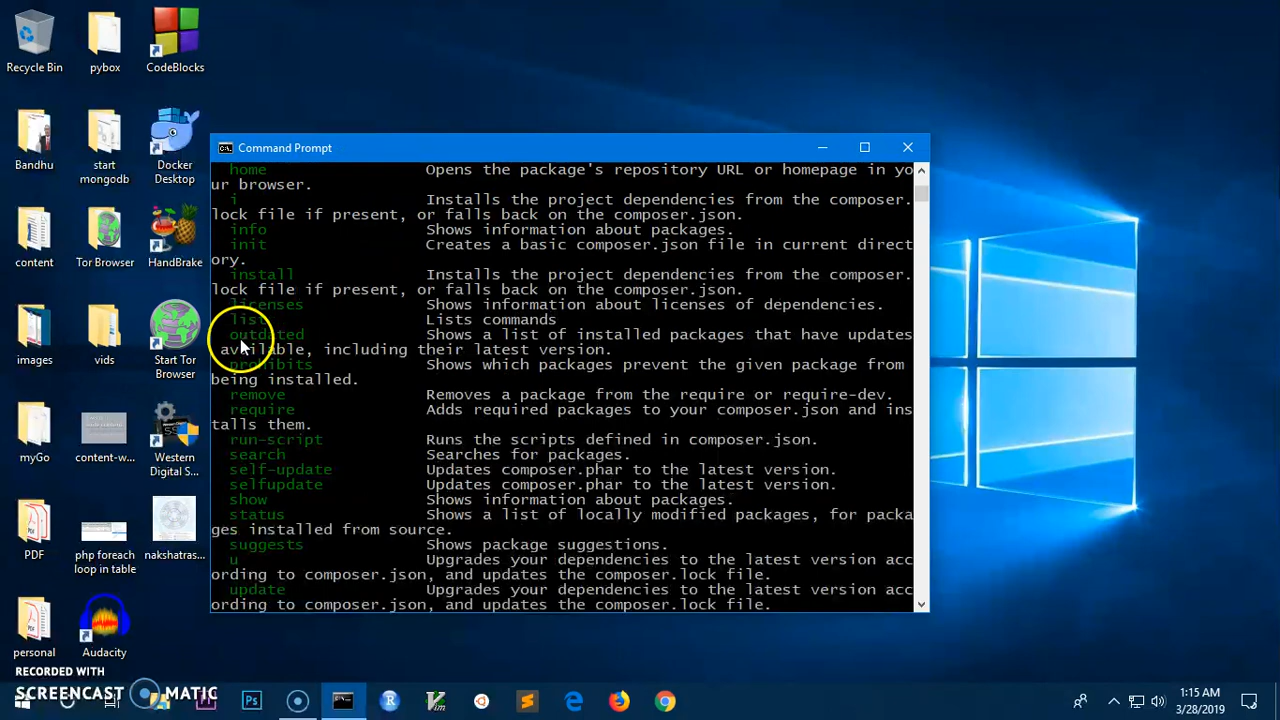 Recycle Bin
pybox
CodeBlocks
Bandhu
start
mongodb
Docker
Desktop
content
Tor Browser
HandBrake
images
vids
Start Tor
Browser
myGo
content-w...
Western
Digital S...
PDF
php foreach
loop in table
nakshatras...
personal
Audacity
Command Prompt
home Opens the package's repository URL or homepage in yo
ur browser.
i Installs the project dependencies from the composer.
lock file if present, or falls back on the composer.json.
info Shows information about packages.
init Creates a basic composer.json file in current direct
ory.
install Installs the project dependencies from the composer.
lock file if present, or falls back on the composer.json.
licenses Shows information about licenses of dependencies.
list Lists commands
outdated Shows a list of installed packages that have updates
available, including their latest version.
prohibits Shows which packages prevent the given package from
being installed.
remove Removes a package from the require or require-dev.
require Adds required packages to your composer.json and ins
talls them.
run-script Runs the scripts defined in composer.json.
search Searches for packages.
self-update Updates composer.phar to the latest version.
selfupdate Updates composer.phar to the latest version.
show Shows information about packages.
status Shows a list of locally modified packages, for packa
ges installed from source.
suggests Shows package suggestions.
u Upgrades your dependencies to the latest version acc
ording to composer.json, and updates the composer.lock file.
update Upgrades your dependencies to the latest version acc
ording to composer.json, and updates the composer.lock file.
RECORDED WITH
SCREENCAST MATIC
Ps
R
1:15 AM
3/28/2019